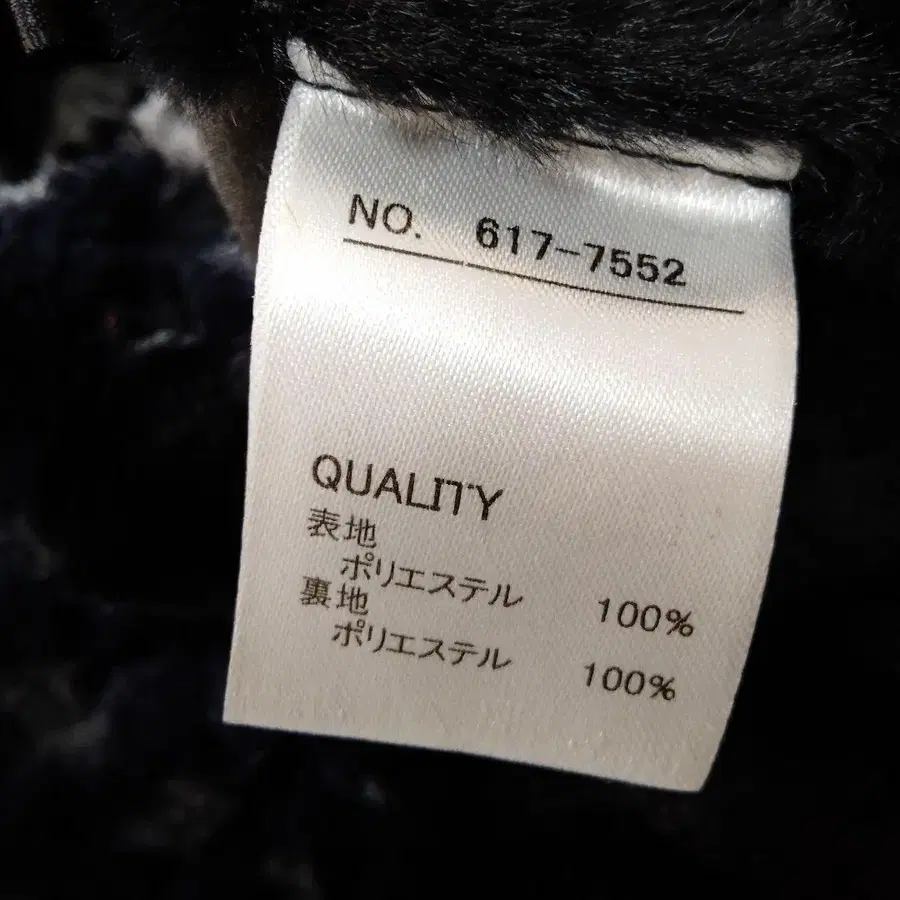 NO. 617-7552
QUALITY
表地
ポリエステル 100%
裏地
ポリエステル 100%